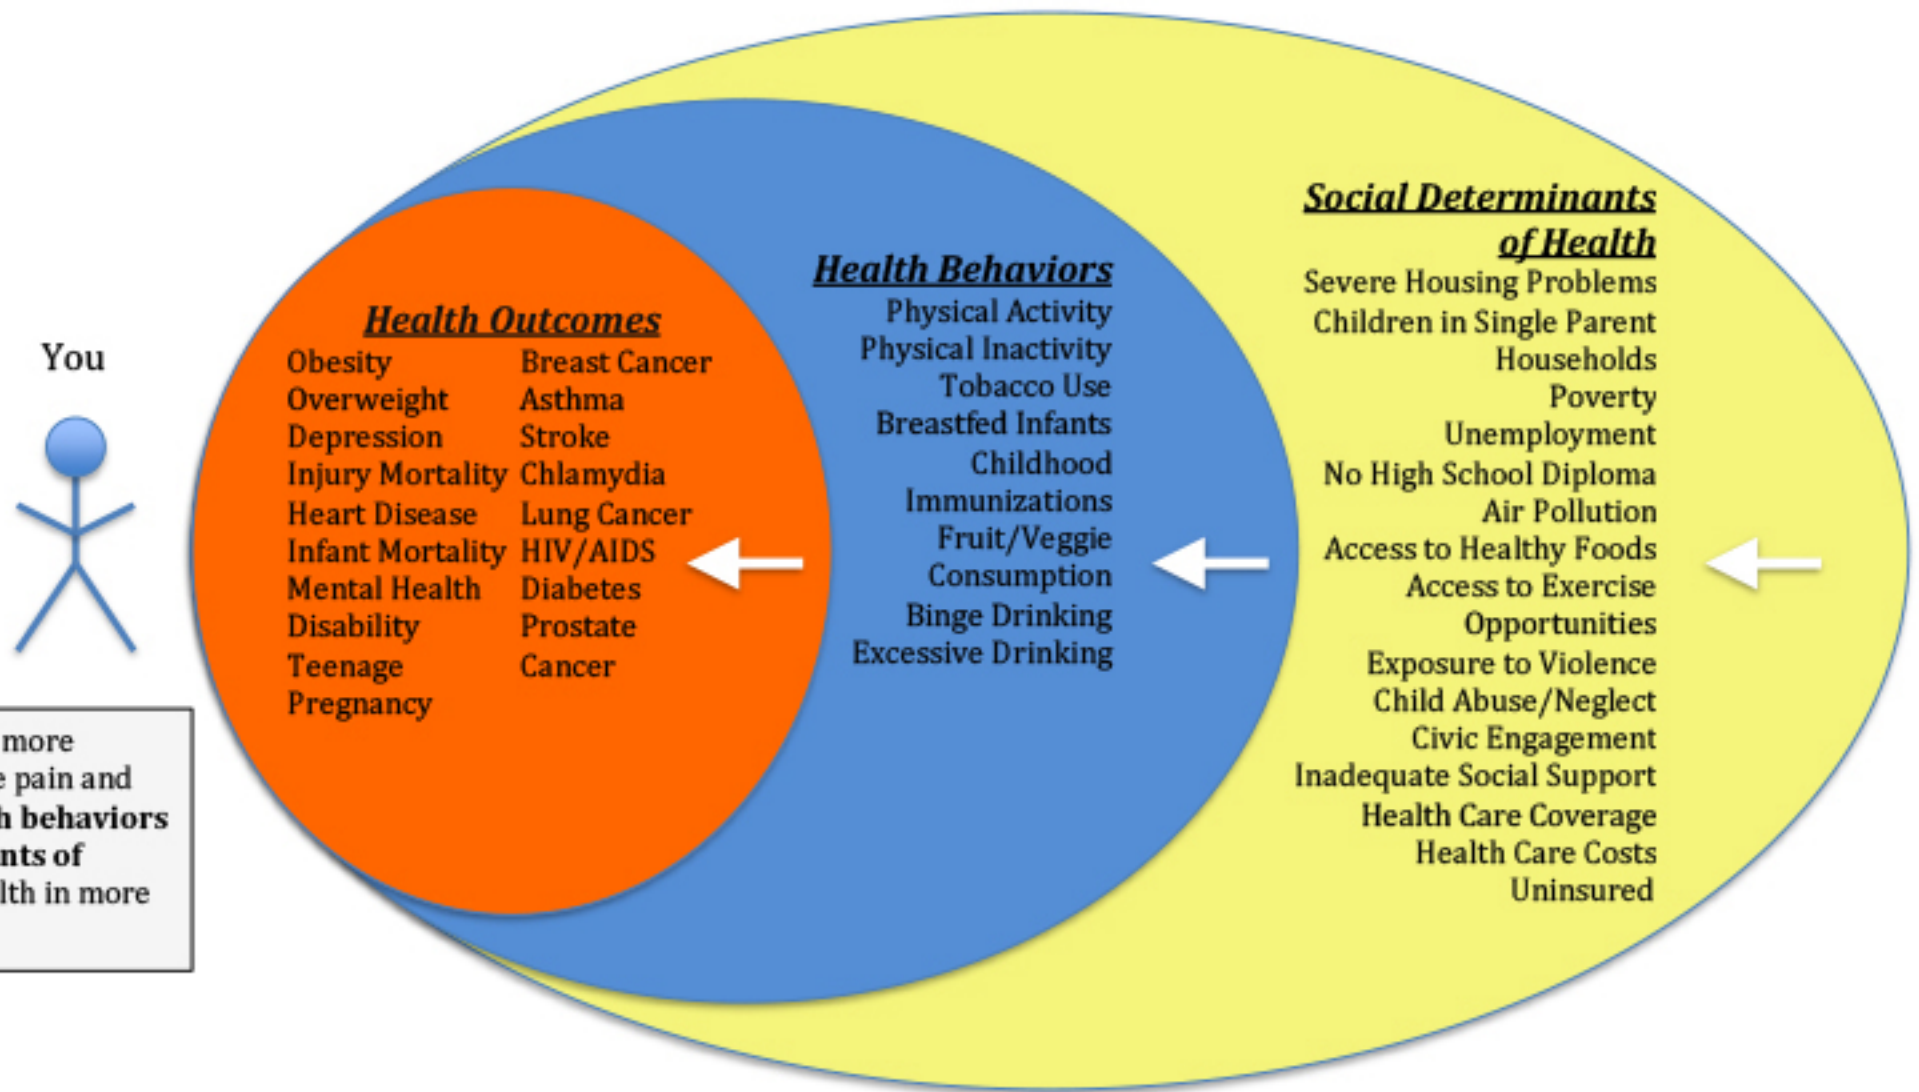 You
more
pain and
behaviors
of
in more
Health Outcomes
Obesity
Overweight
Depression
Injury Mortality
Heart Disease
Infant Mortality
Mental Health
Disability
Teenage
Pregnancy
Breast Cancer
Asthma
Stroke
Chlamydia
Lung Cancer
HIV/AIDS
Diabetes
Prostate
Cancer
Health Behaviors
Physical Activity
Physical Inactivity
Tobacco Use
Breastfed Infants
Childhood
Immunizations
Fruit/Veggie
Consumption
Binge Drinking
Excessive Drinking
Social Determinants
of Health
Severe Housing Problems
Children in Single Parent
Households
Poverty
Unemployment
No High School Diploma
Air Pollution
Access to Healthy Foods
Access to Exercise
Opportunities
Exposure to Violence
Child Abuse/Neglect
Civic Engagement
Inadequate Social Support
Health Care Coverage
Health Care Costs
Uninsured